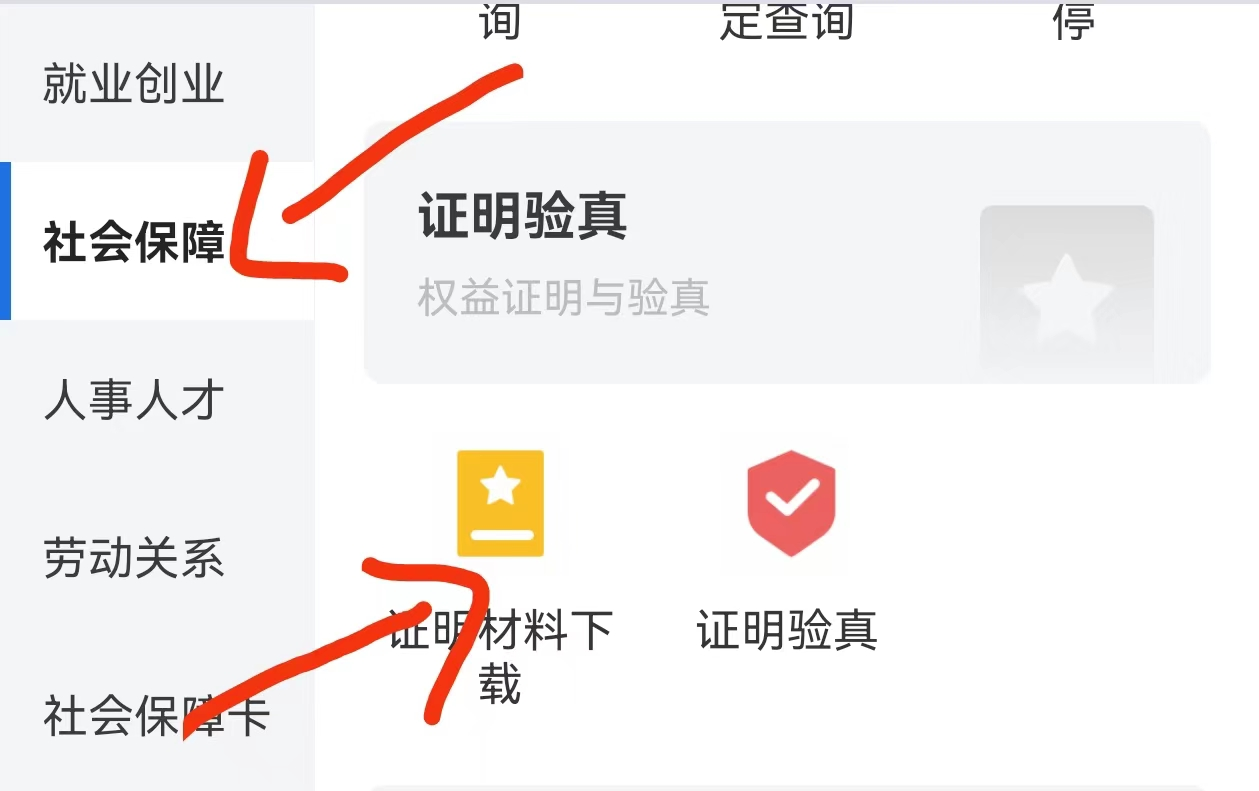 询
定查询
停
就业创业
社会保障
人事人才
劳动关系
社会保障卡
证明验真
权益证明与验真
证明材料下
载
证明验真